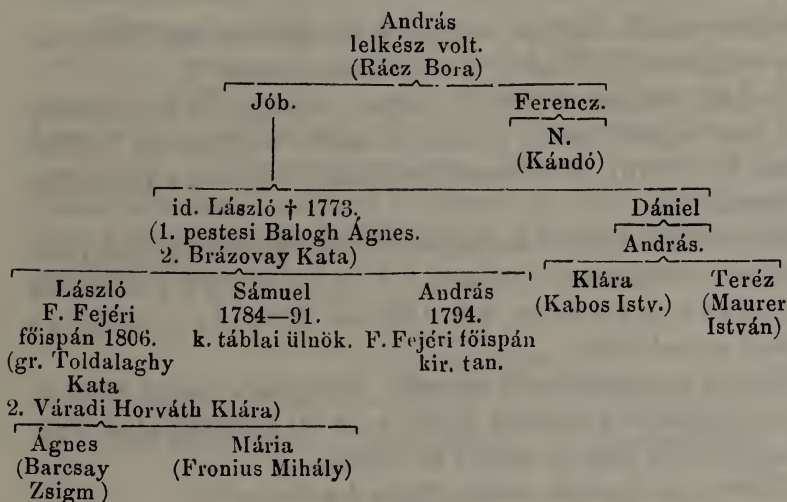 András
lelkész volt.
(Rácz Bora)
Jób. Ferencz.
N.
(Kándó)
id. László † 1773. Dániel
(1. pestesi Balogh Ágnes. András.
2. Brázovay Kata)
Klára Teréz
László Sámuel András (Kabos Istv.) (Maurer
F. Fejéri 1784—91. 1794. István)
főispán 1806. k. táblai ülnök. F. Fejéri főispán
(gr. Toldalaghy kir. tan.
Kata
2. Váradi Horváth Klára)
Ágnes Mária
(Barcsay (Fronius Mihály)
Zsigm)